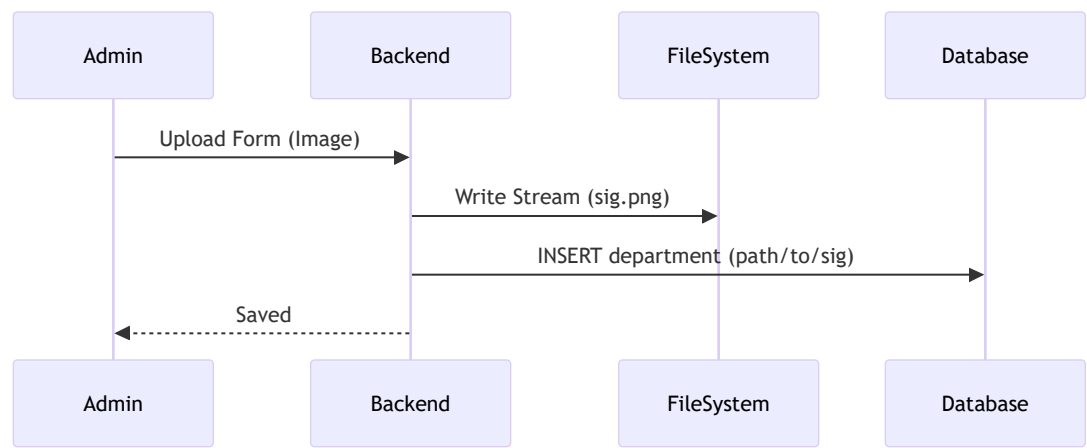 Admin
Backend
FileSystem
Database
Upload Form (Image)
Write Stream (sig.png)
INSERT department (path/to/sig)
Saved
Admin
Backend
FileSystem
Database